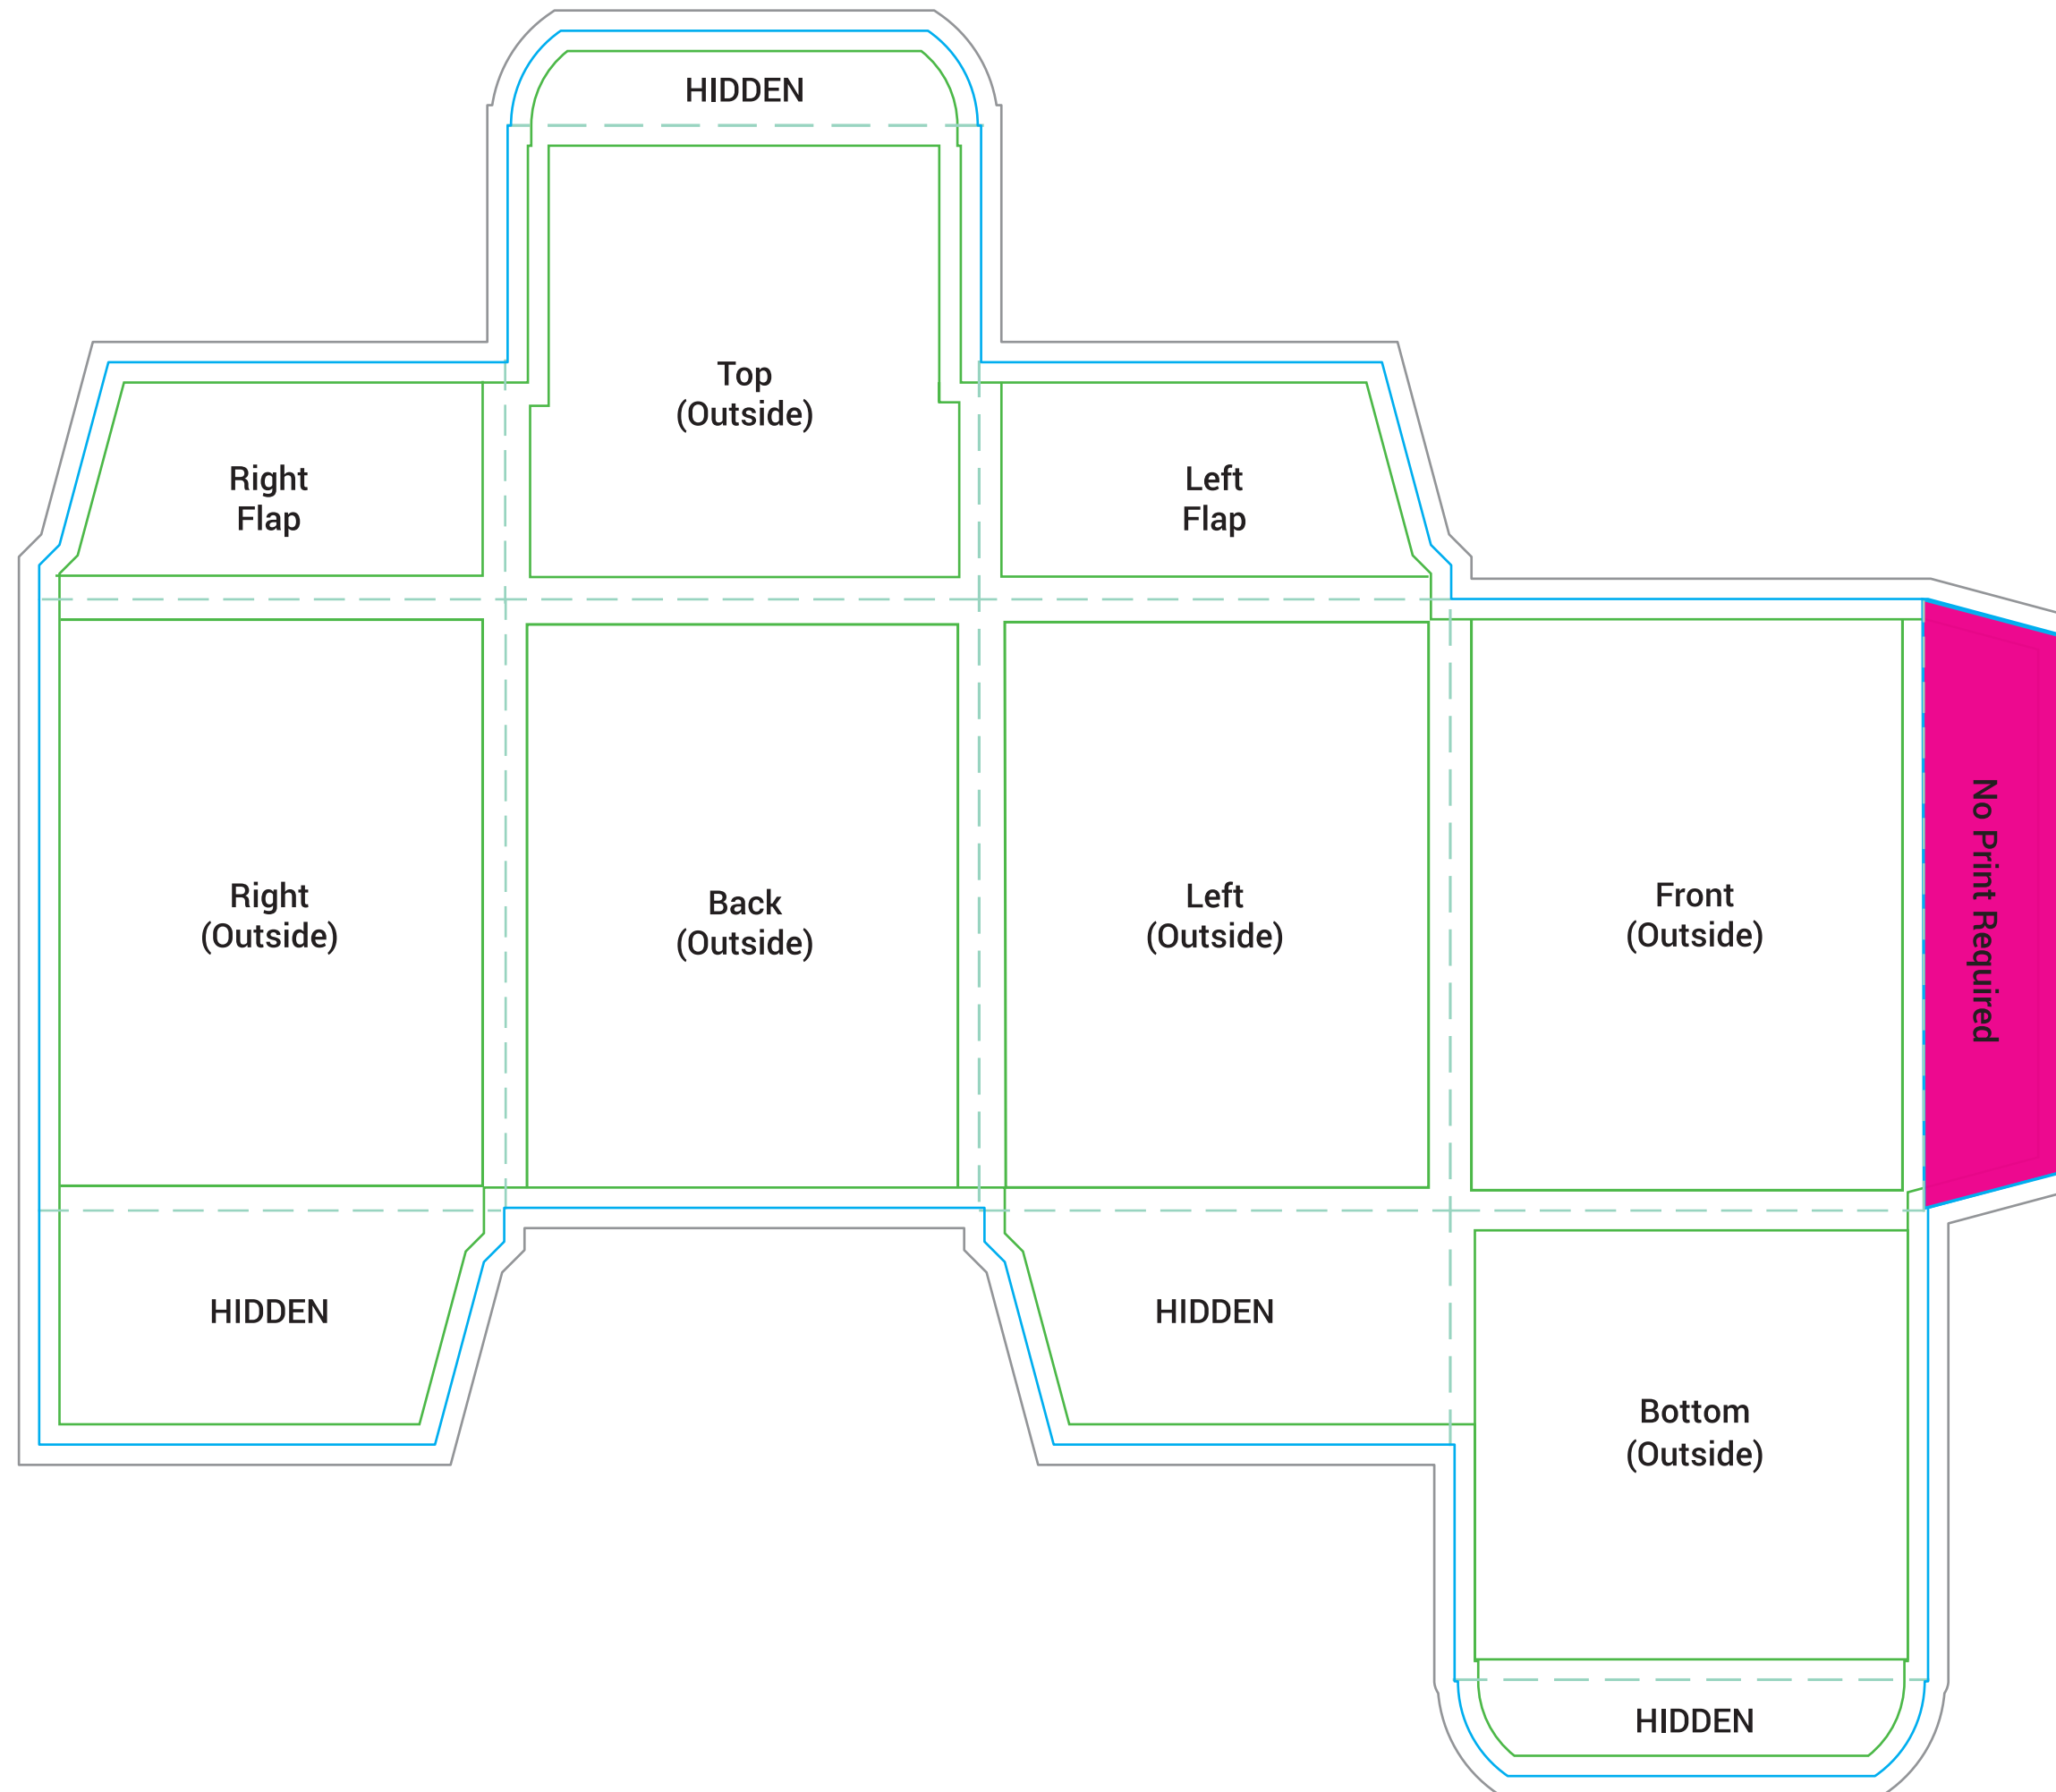 HIDDEN
Top
(Outside)
Right
Flap
Left
Flap
Right
(Outside)
Back
(Outside)
Left
(Outside)
Front
(Outside)
No Print Required
HIDDEN
HIDDEN
Bottom
(Outside)
HIDDEN